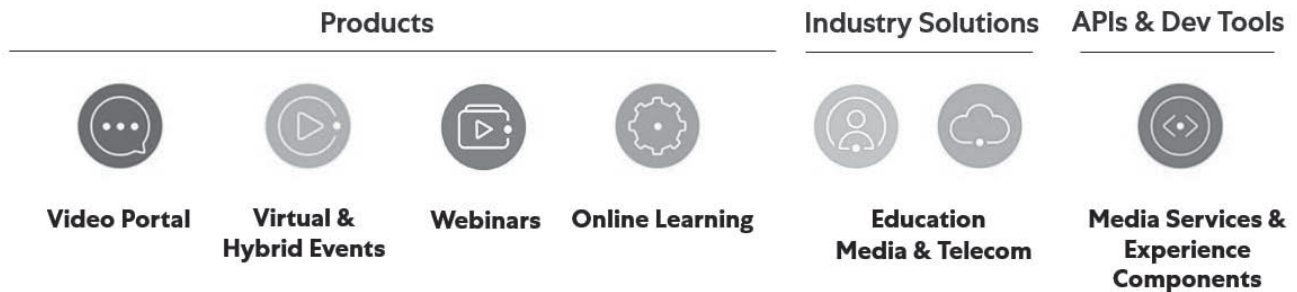 Products
Industry Solutions
APIs & Dev Tools
Video Portal
Virtual &
Hybrid Events
Webinars
Online Learning
Education
Media & Telecom
Media Services &
Experience
Components